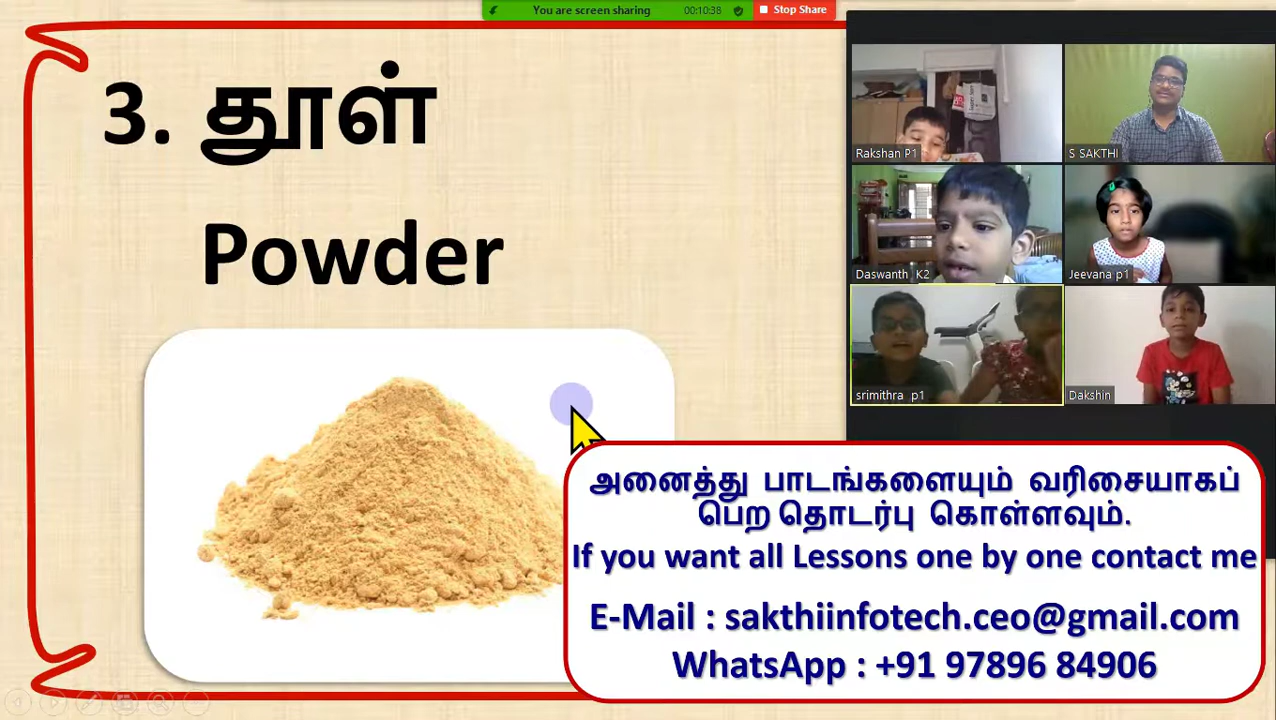 You are screen sharing 00:10:38 Stop Share
3. தூள்
Powder
Rakshan P1
S SAKTHI
Daswanth K2
Jeevana p1
srimithra p1
Dakshin
அனைத்து பாடங்களையும் வரிசையாகப்
பெற தொடர்பு கொள்ளவும்.
If you want all Lessons one by one contact me
E-Mail : sakthiinfotech.ceo@gmail.com
WhatsApp : +91 97896 84906